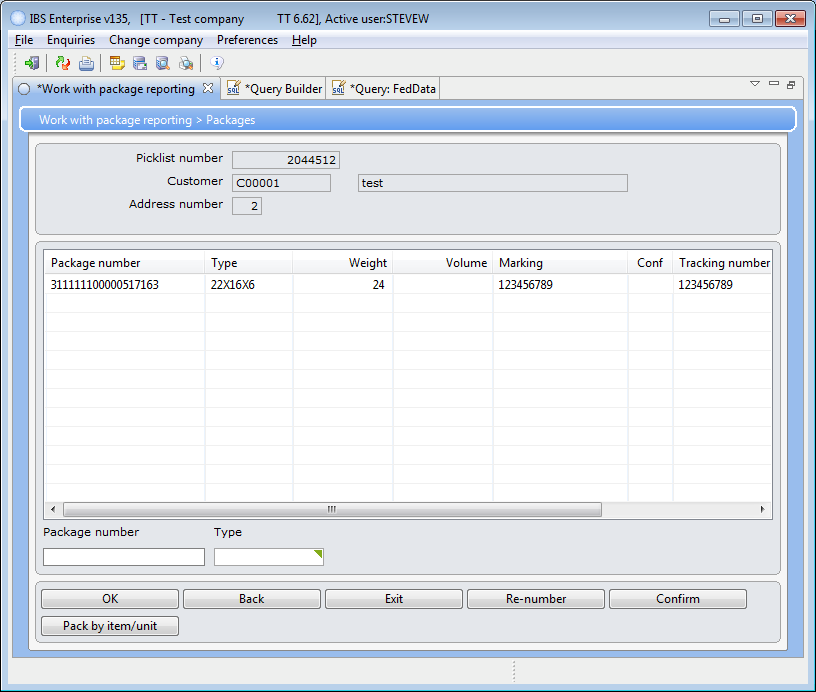 IBS Enterprise v135, [TT - Test company TT 6.62], Active user:STEVEW
File Enquiries Change company Preferences Help
*Work with package reporting *Query Builder *Query: FedData
Work with package reporting > Packages
Picklist number 2044512
Customer C00001 test
Address number 2
Package number Type Weight Volume Marking Conf Tracking number
311111100000517163 22X16X6 24 123456789 123456789
Package number Type
OK Back Exit Re-number Confirm
Pack by item/unit